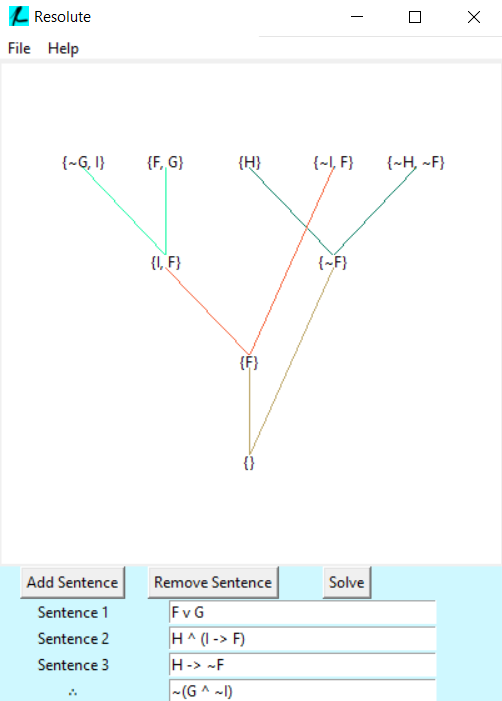 Resolute
File Help
{~G, I} {F, G} {H} {~I, F} {~H, ~F}
{I, F} {~F}
{F}
{}
Add Sentence Remove Sentence Solve
Sentence 1 F v G
Sentence 2 H ^ (I -> F)
Sentence 3 H -> ~F
∴ ~(G ^ ~I)